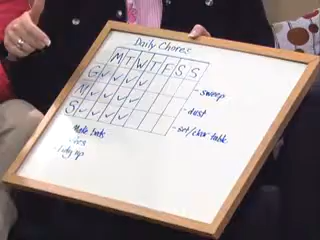 Daily Chores
M T W T F S S
G ✓ ✓ ✓ ✓
M ✓ ✓ ✓ ✓ - sweep
S ✓ ✓ ✓ ✓ - dust
- set/clear table
Make beds
- Tidy up